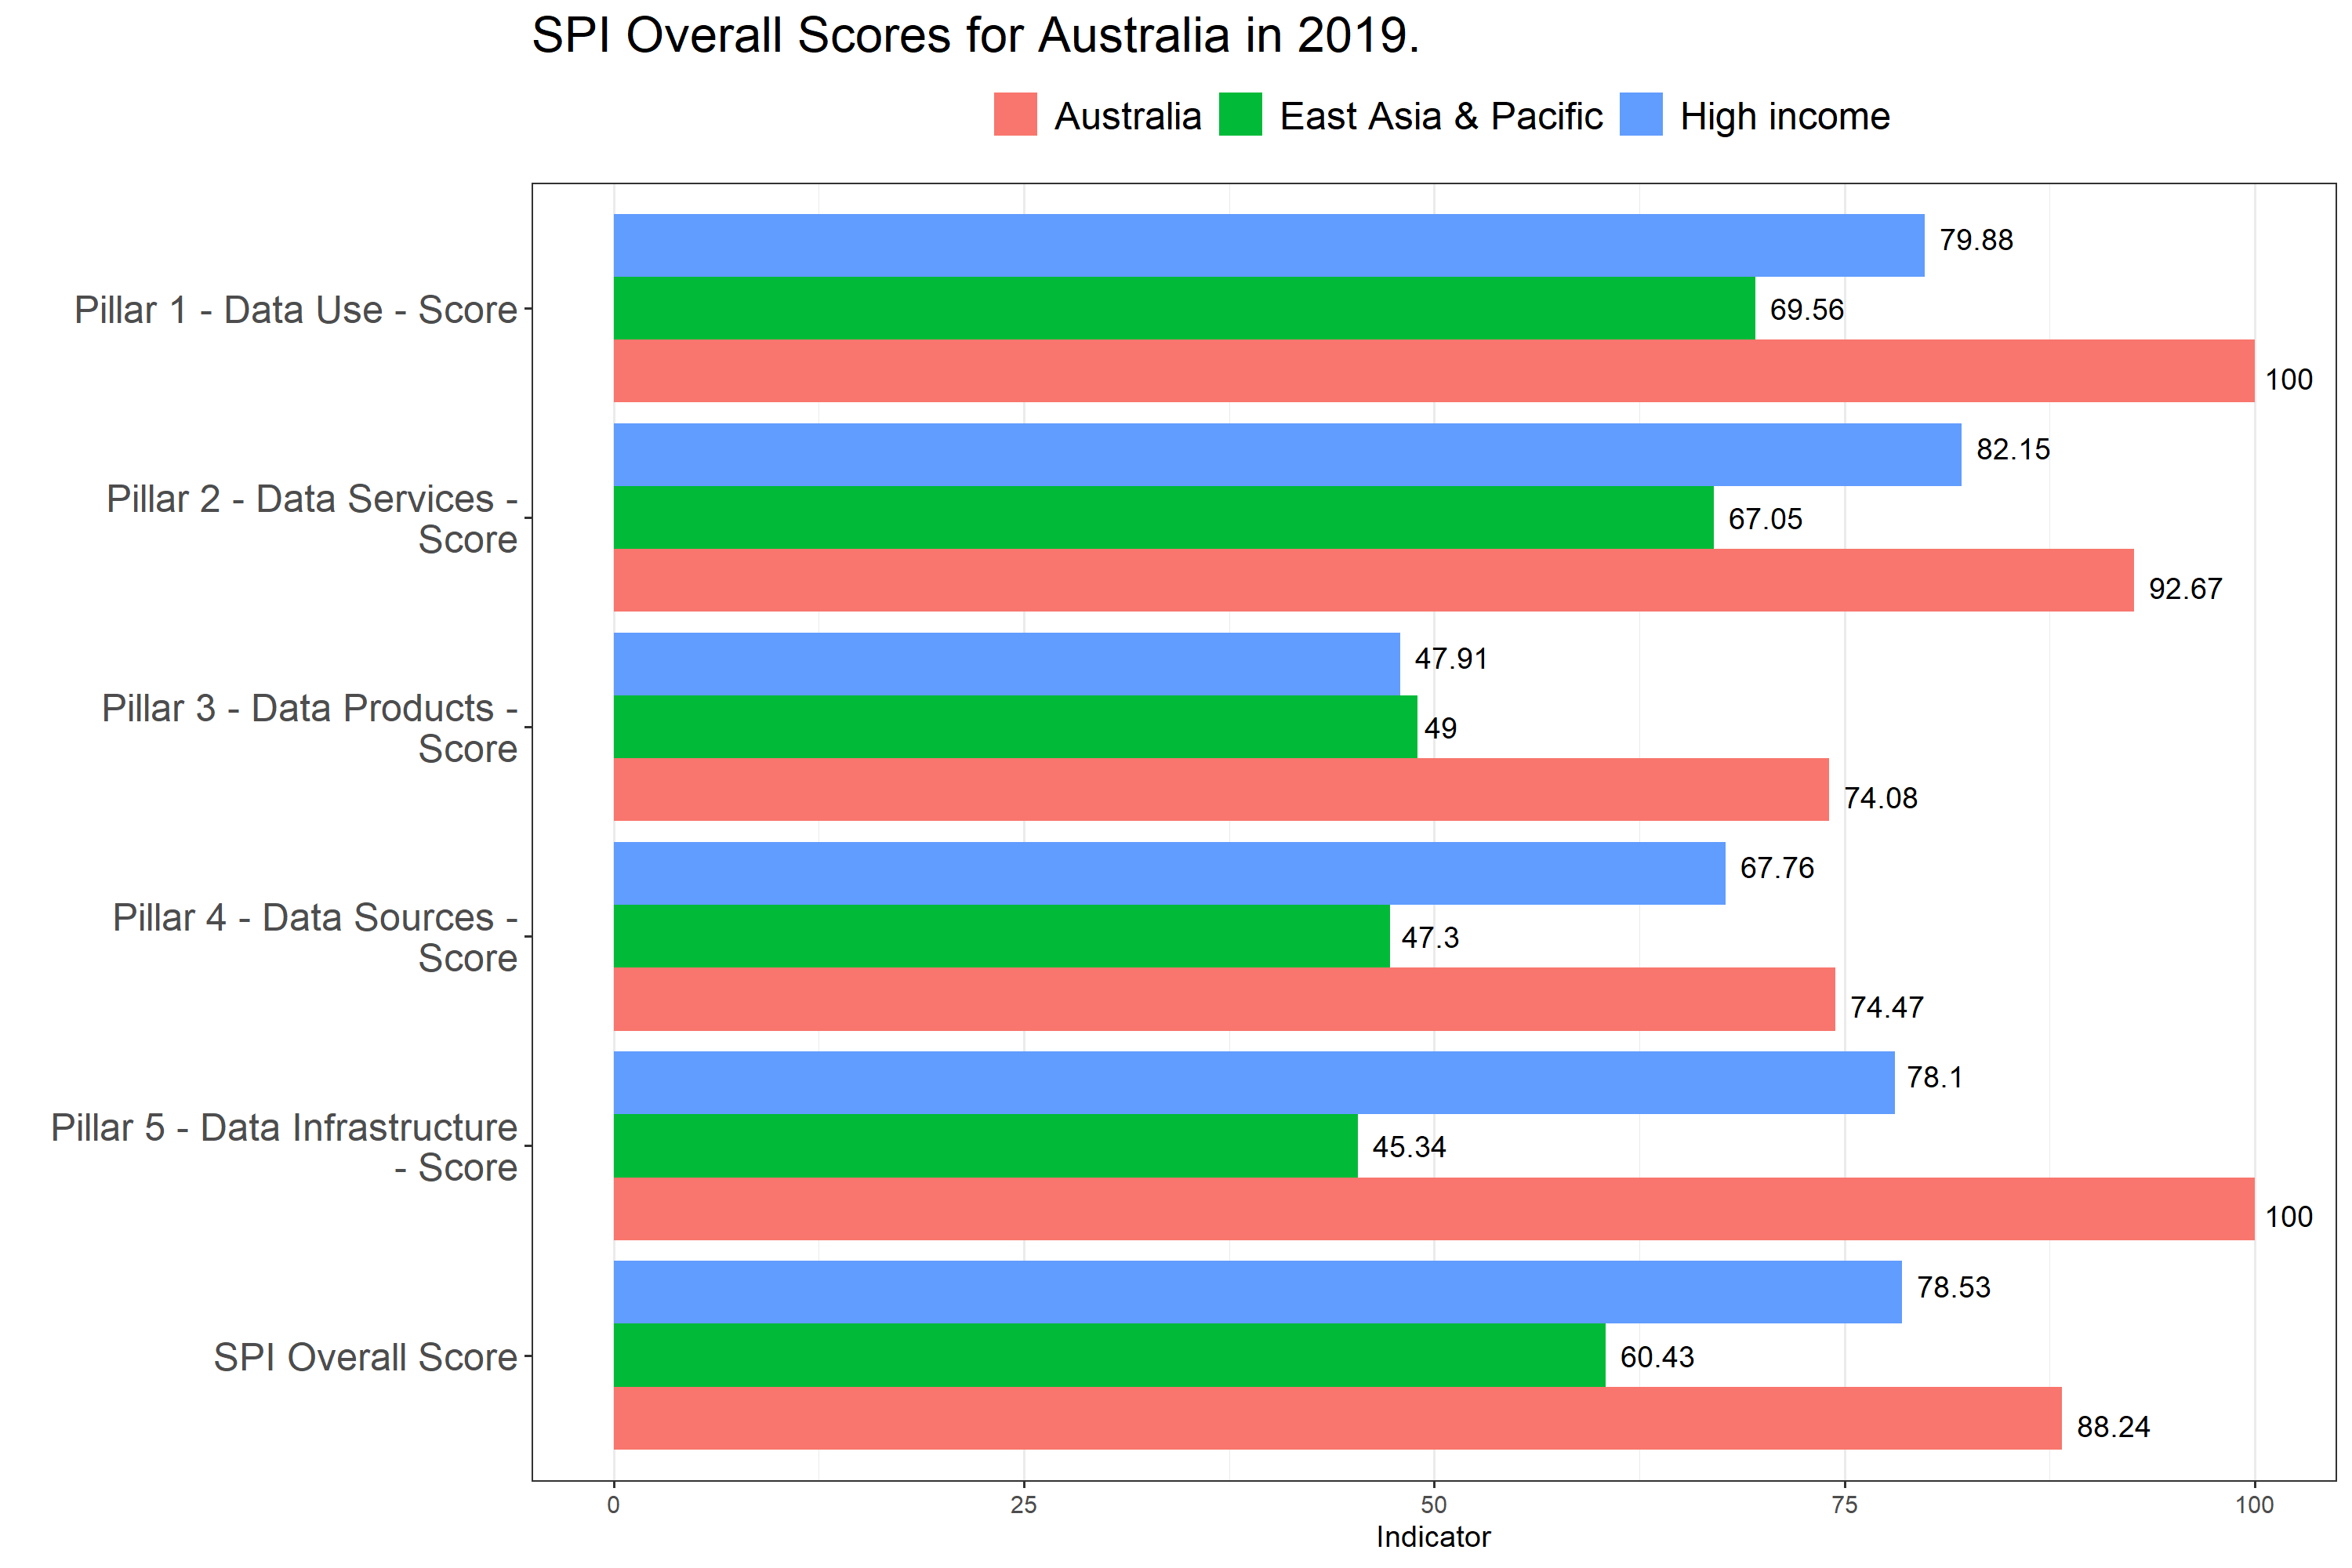 SPI Overall Scores for Australia in 2019.
Australia East Asia & Pacific High income
79.88
Pillar 1 - Data Use - Score
69.56
100
82.15
Pillar 2 - Data Services -
Score
67.05
92.67
47.91
Pillar 3 - Data Products -
Score
49
74.08
67.76
Pillar 4 - Data Sources -
Score
47.3
74.47
78.1
Pillar 5 - Data Infrastructure
- Score
45.34
100
78.53
SPI Overall Score
60.43
88.24
0 25 50 75 100
Indicator